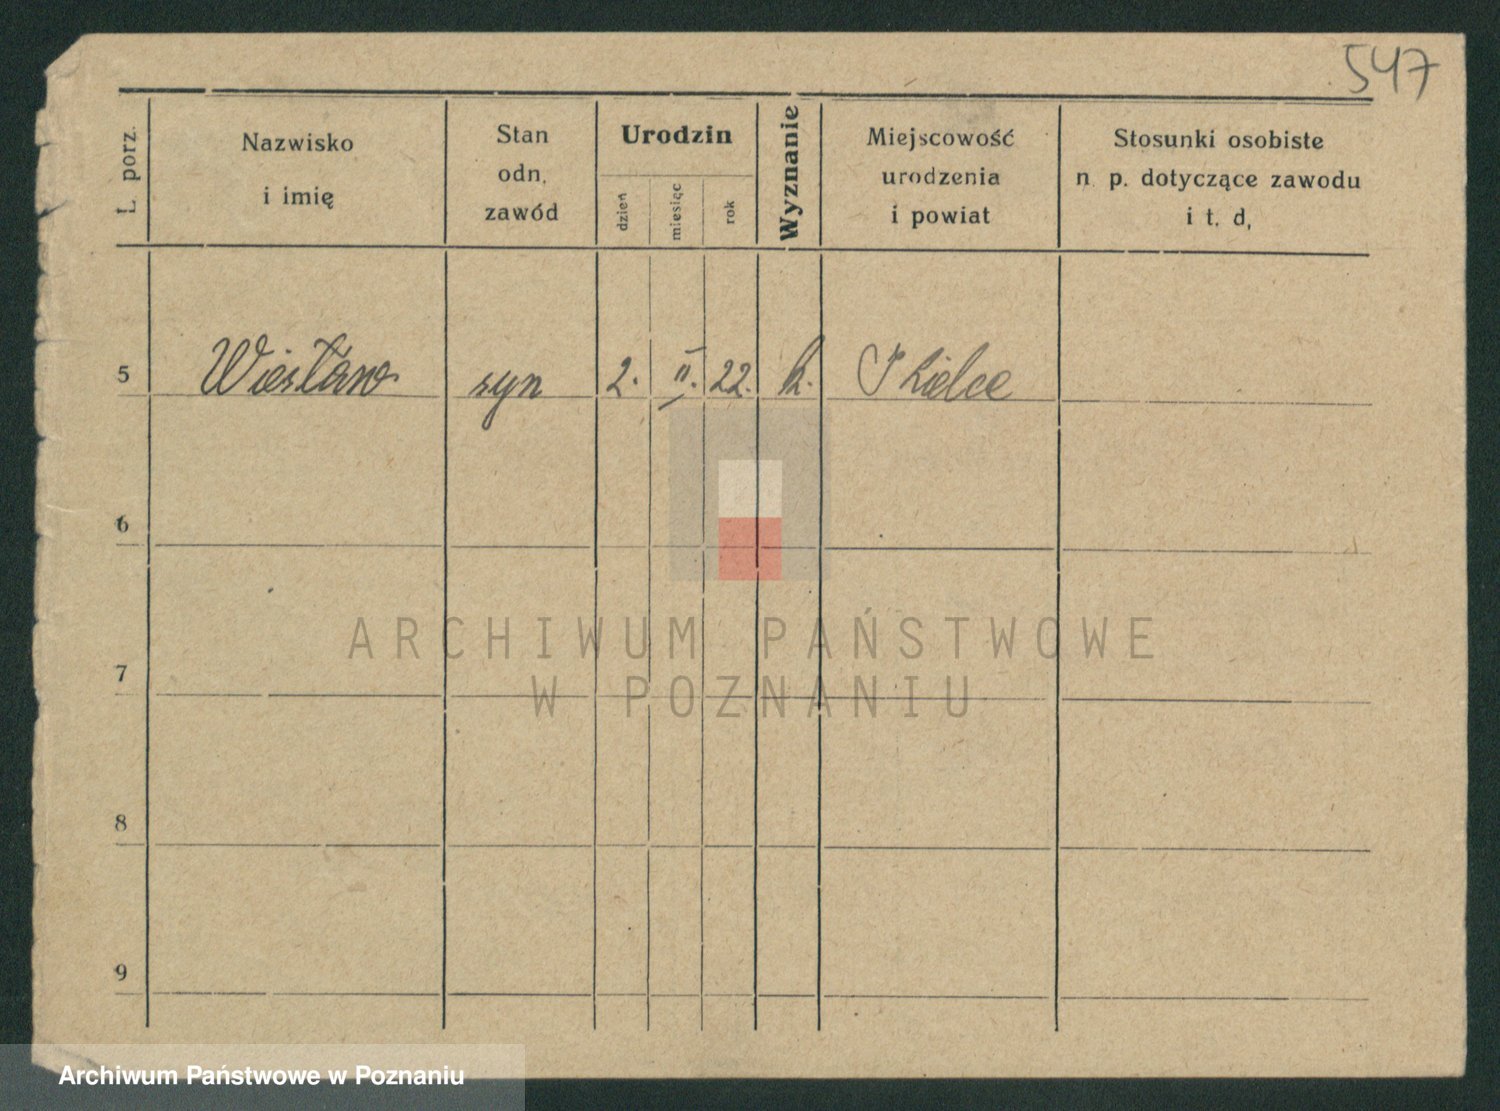 547
L. porz.
Nazwisko
i imię
Stan
odn,
zawód
Urodzin
dzień
miesiąc
rok
Wyznanie
Miejscowość
urodzenia
i powiat
Stosunki osobiste
n. p. dotyczące zawodu
i t. d,
5 Wiesław syn 2. II. 22. k. Kielce
6
7
8
9
ARCHIWUM PAŃSTWOWE
W POZNANIU
Archiwum Państwowe w Poznaniu